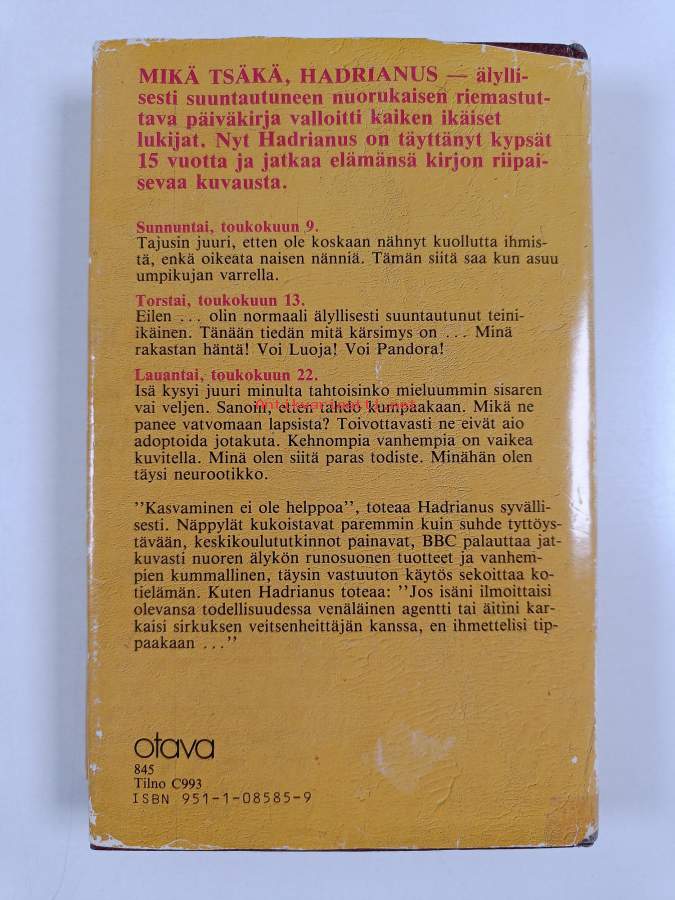 MIKÄ TSÄKÄ, HADRIANUS — älylli-
sesti suuntautuneen nuorukaisen riemastut-
tava päiväkirja valloitti kaiken ikäiset
lukijat. Nyt Hadrianus on täyttänyt kypsät
15 vuotta ja jatkaa elämänsä kirjon riipai-
sevaa kuvausta.
Sunnuntai, toukokuun 9.
Tajusin juuri, etten ole koskaan nähnyt kuollutta ihmis-
tä, enkä oikeata naisen nänniä. Tämän siitä saa kun asuu
umpikujan varrella.
Torstai, toukokuun 13.
Eilen ... olin normaali älyllisesti suuntautunut teini-
ikäinen. Tänään tiedän mitä kärsimys on ... Minä
rakastan häntä! Voi Luoja! Voi Pandora!
Lauantai, toukokuun 22.
Isä kysyi juuri minulta tahtoisinko mieluummin sisaren
vai veljen. Sanoin, etten tahdo kumpaakaan. Mikä ne
Antikvariaatti.net
panee vatvomaan lapsista? Toivottavasti ne eivät aio
adoptoida jotakuta. Kehnompia vanhempia on vaikea
kuvitella. Minä olen siitä paras todiste. Minähän olen
täysi neurootikko.
''Kasvaminen ei ole helppoa'', toteaa Hadrianus syvälli-
sesti. Näppylät kukoistavat paremmin kuin suhde tyttöys-
tävään, keskikoulututkinnot painavat, BBC palauttaa jat-
kuvasti nuoren älykön runosuonen tuotteet ja vanhem-
pien kummallinen, täysin vastuuton käytös sekoittaa ko-
tielämän. Kuten Hadrianus toteaa: ''Jos isäni ilmoittaisi
olevansa todellisuudessa venäläinen agentti tai äitini kar-
kaisi sirkuksen veitsenheittäjän kanssa, en ihmettelisi tip-
paakaan ...''
otava
845
Tilno C993
ISBN 951-1-08585-9